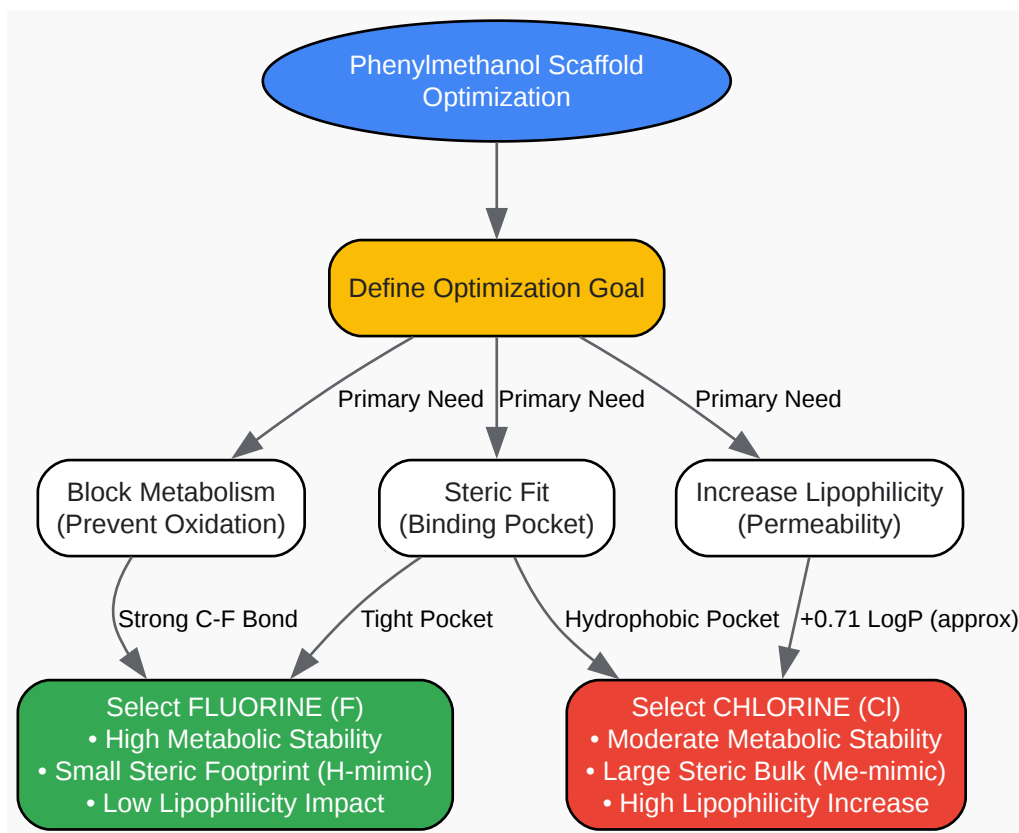 Phenylmethanol Scaffold
Optimization
Define Optimization Goal
Primary Need
Primary Need
Primary Need
Block Metabolism
(Prevent Oxidation)
Steric Fit
(Binding Pocket)
Increase Lipophilicity
(Permeability)
Strong C-F Bond
Tight Pocket
Hydrophobic Pocket
+0.71 LogP (approx)
Select FLUORINE (F)
• High Metabolic Stability
• Small Steric Footprint (H-mimic)
• Low Lipophilicity Impact
Select CHLORINE (Cl)
• Moderate Metabolic Stability
• Large Steric Bulk (Me-mimic)
• High Lipophilicity Increase